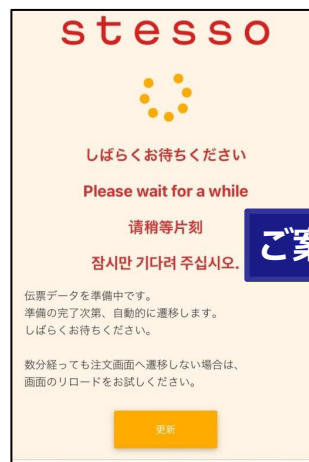 stesso
しばらくお待ちください
Please wait for a while
请稍等片刻
잠시만 기다려 주십시오.
ご案
伝票データを準備中です。
準備の完了次第、自動的に遷移します。
しばらくお待ちください。
数分経っても注文画面へ遷移しない場合は、
画面のリロードをお試しください。
更新